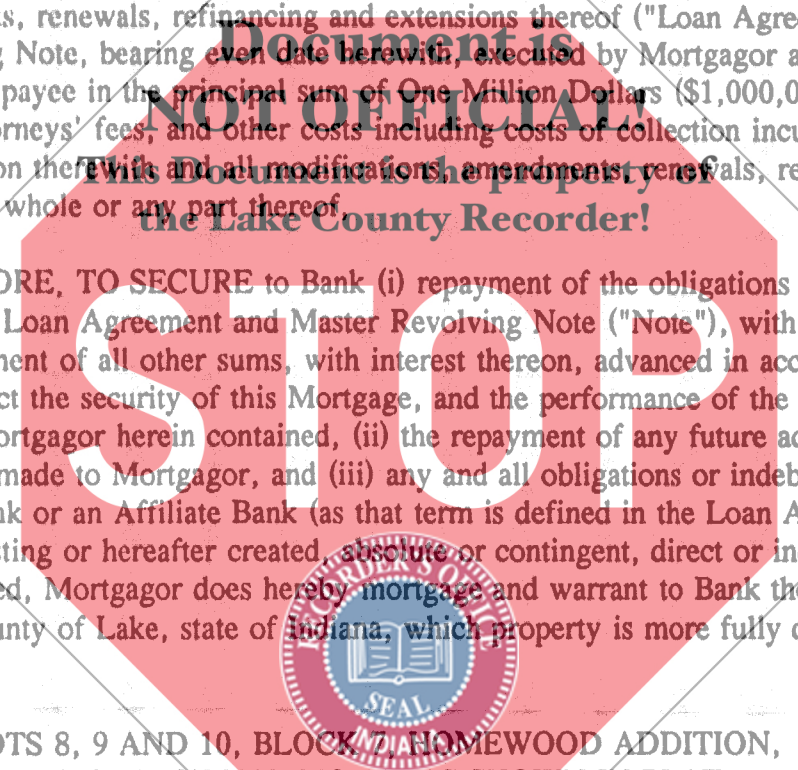 s, renewals, refinancing and extensions thereof ("Loan Agree
Document is
g Note, bearing even date herewith, executed by Mortgagor a
payee in the principal sum of One Million Dollars ($1,000,0
NOT OFFICIAL!
orneys' fees, and other costs including costs of collection incu
This Document is the property of
on therewith and all modifications, amendments, renewals, re
whole or any part thereof,
the Lake County Recorder!
ORE, TO SECURE to Bank (i) repayment of the obligations
Loan Agreement and Master Revolving Note ("Note"), with
ment of all other sums, with interest thereon, advanced in acc
ct the security of this Mortgage, and the performance of the
STOP
ortgagor herein contained, (ii) the repayment of any future ad
made to Mortgagor, and (iii) any and all obligations or indeb
nk or an Affiliate Bank (as that term is defined in the Loan A
sting or hereafter created, absolute or contingent, direct or in
ed, Mortgagor does hereby mortgage and warrant to Bank the
unty of Lake, state of Indiana, which property is more fully d
RECORDER'S OFFICE
SEAL
INDIANA
OTS 8, 9 AND 10, BLOCK 7, HOMEWOOD ADDITION,